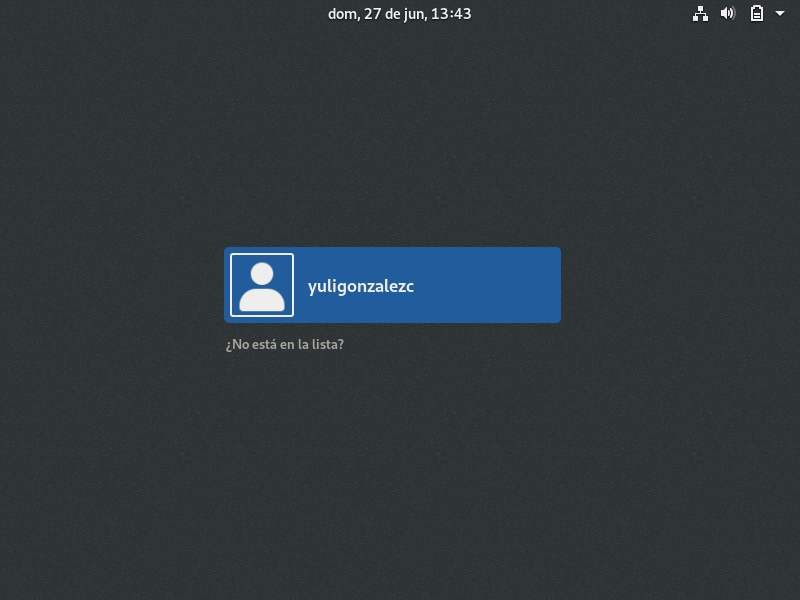 dom, 27 de jun, 13:43
yuligonzalezc
¿No está en la lista?